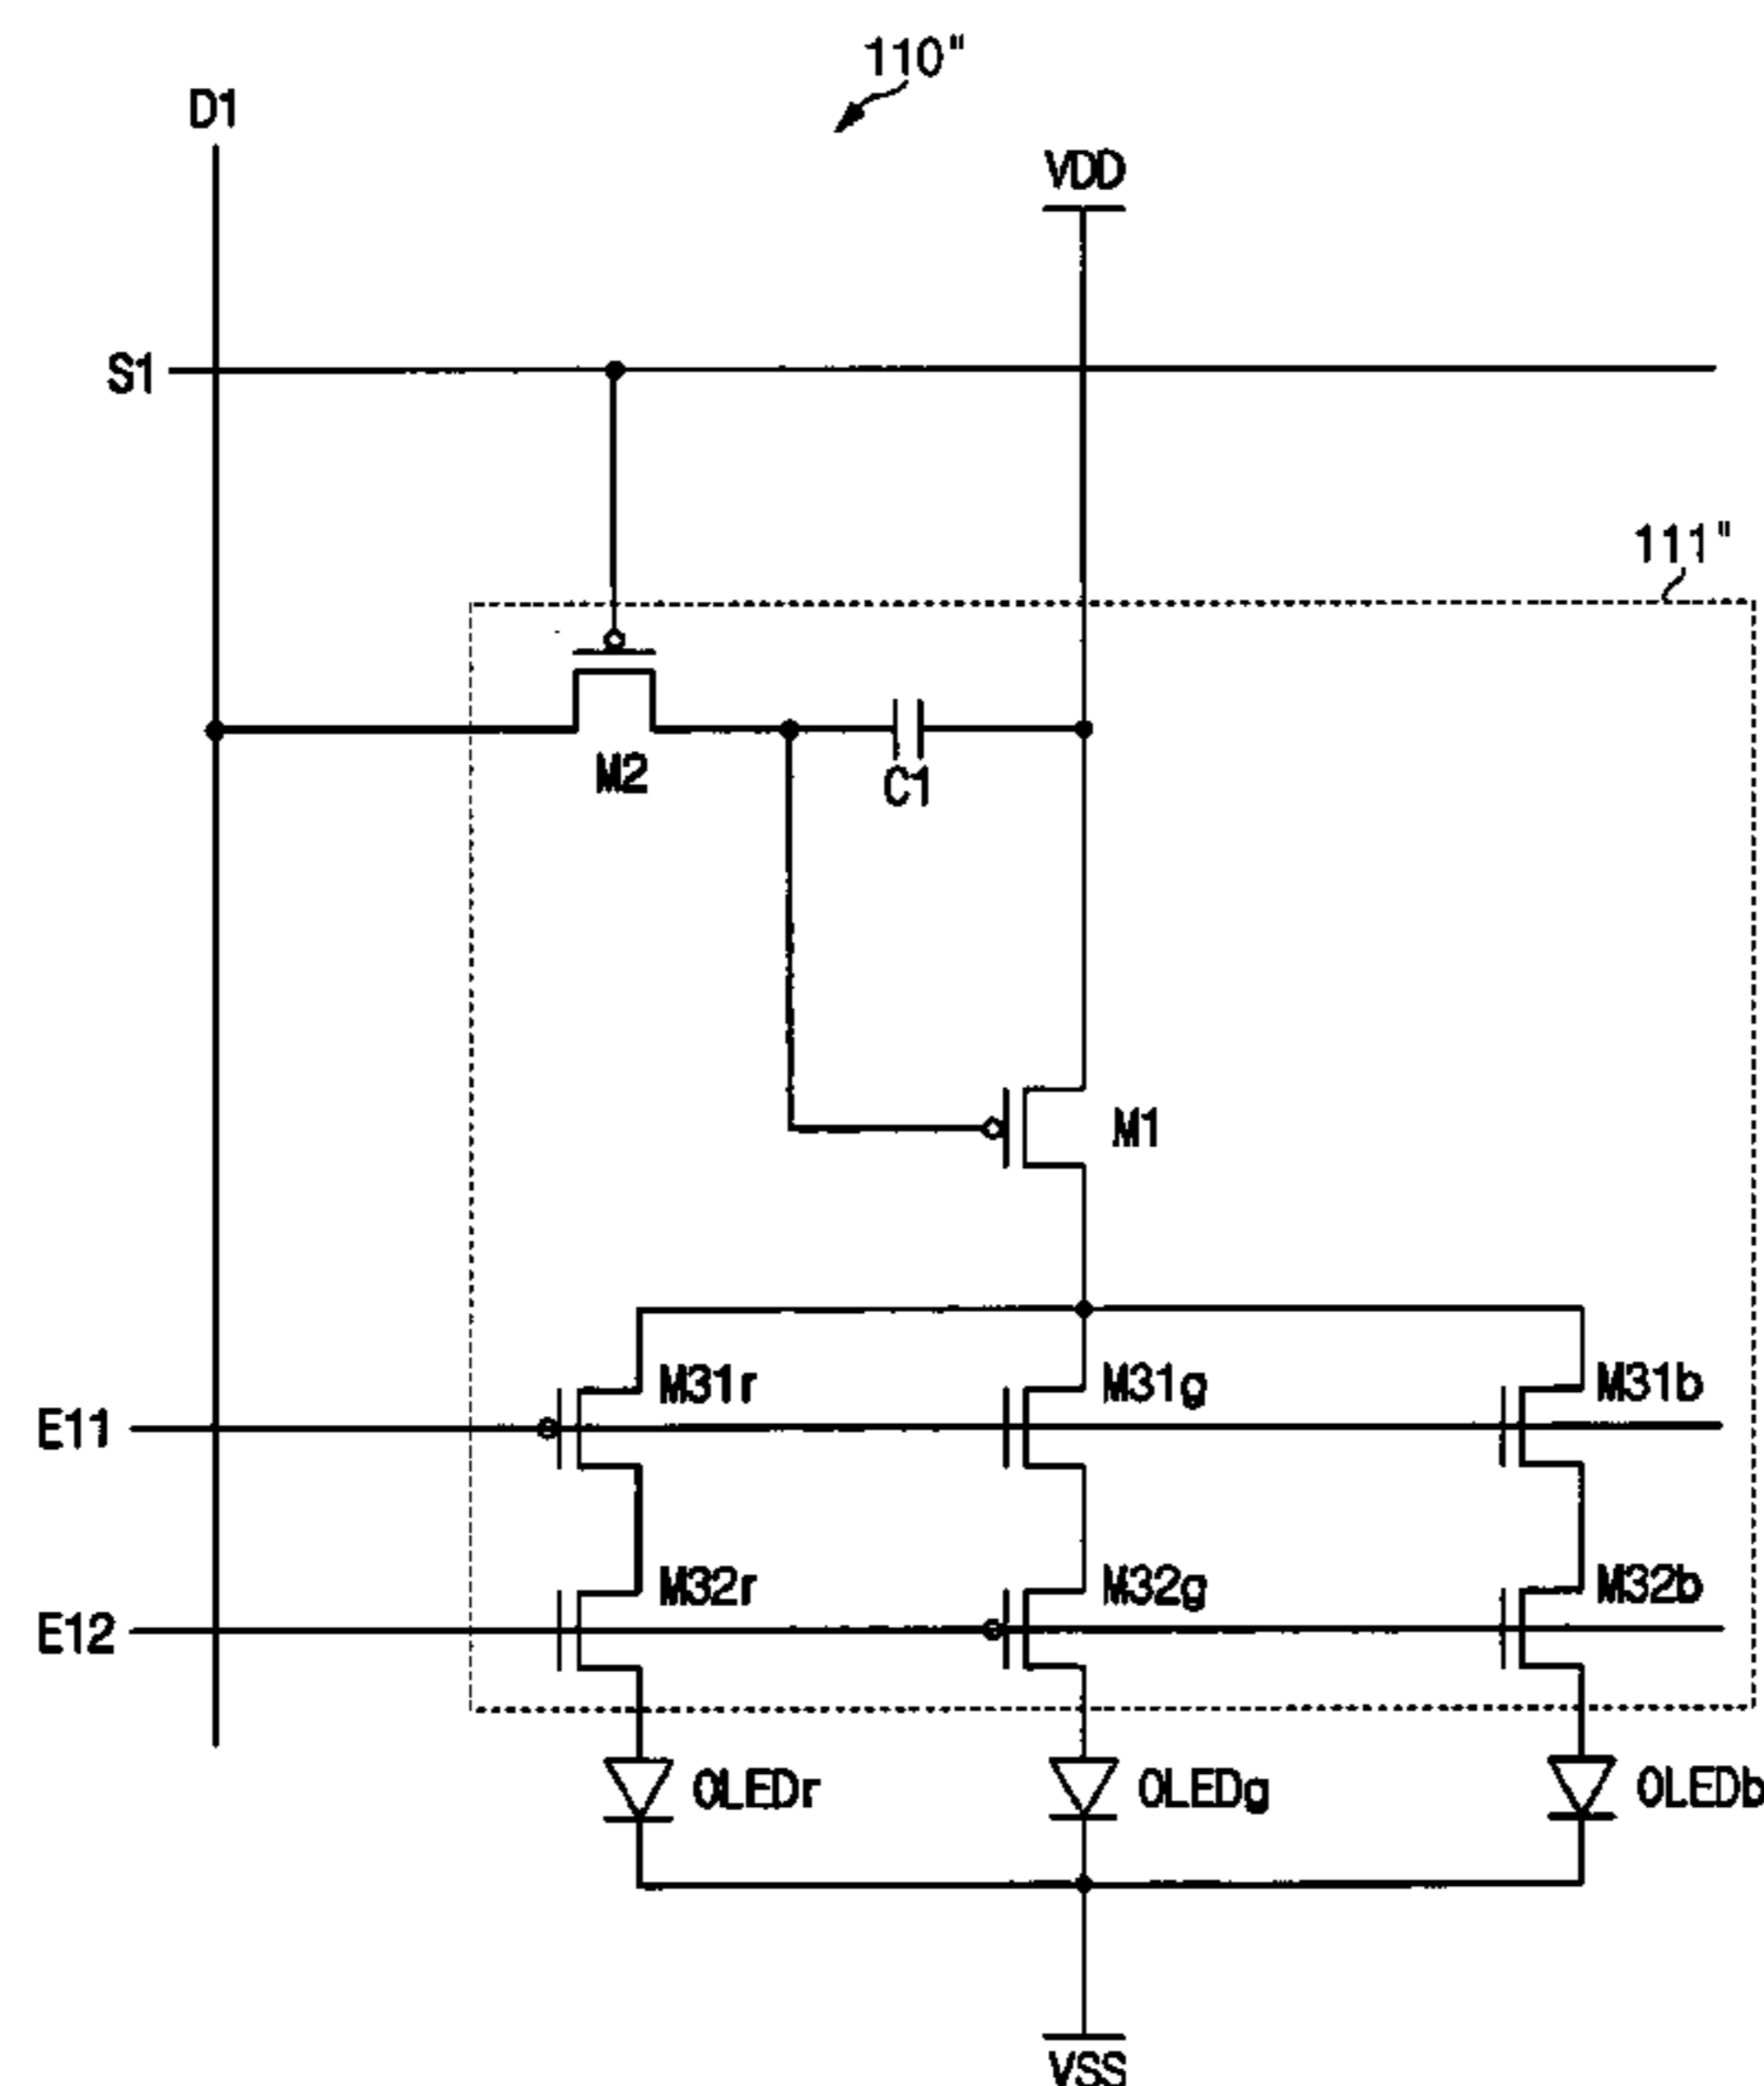 110"
D1
VDD
S1
111"
M2
C1
M1
M31r
M31g
M31b
E11
M32r
M32g
M32b
E12
OLEDr
OLEDg
OLEDb
VSS